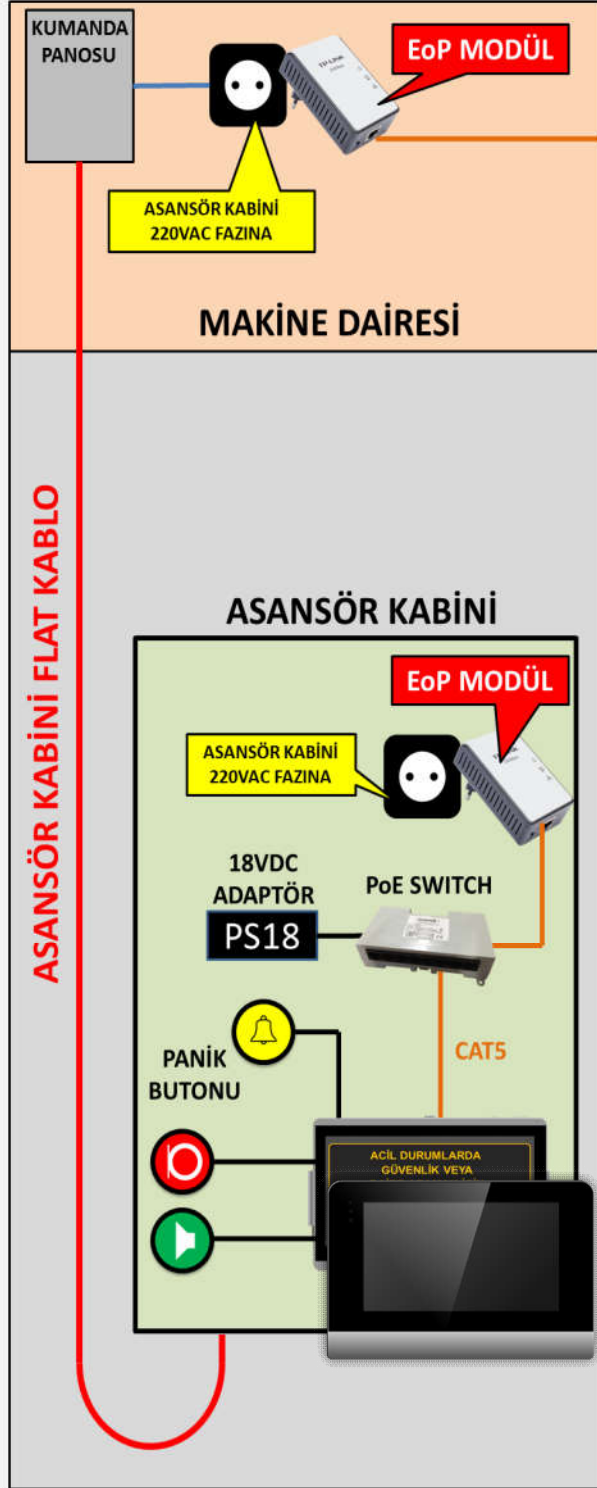 KUMANDA
PANOSU
EoP MODÜL
TP-LINK
ASANSÖR KABİNİ
220VAC FAZINA
MAKİNE DAİRESİ
ASANSÖR KABİNİ FLAT KABLO
ASANSÖR KABİNİ
EoP MODÜL
ASANSÖR KABİNİ
220VAC FAZINA
18VDC
ADAPTÖR
PoE SWITCH
PS18
CAT5
PANİK
BUTONU
ACİL DURUMLARDA
GÜVENLİK VEYA